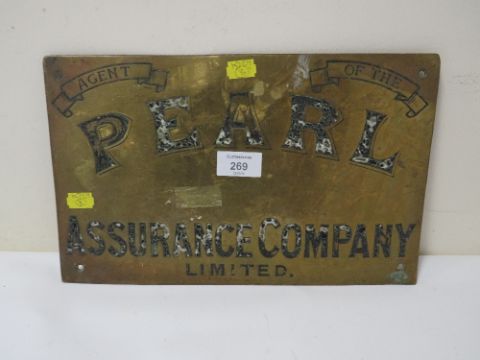 AGENT OF THE
PEARL
269
ASSURANCE COMPANY
LIMITED.